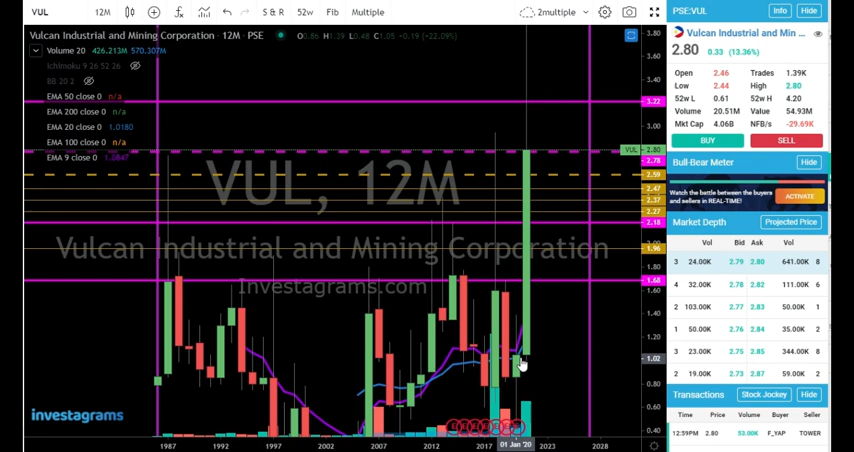 VUL 12M S & R 52w Fib Multiple 2multiple
Vulcan Industrial and Mining Corporation · 12M · PSE O0.86 H1.39 L0.48 C1.05 +0.19 (+22.09%)
Volume 20 426.213M 570.307M
Ichimoku 9 26 52 26
BB 20 2
EMA 50 close 0 n/a
EMA 200 close 0 n/a
EMA 20 close 0 1.0180
EMA 100 close 0 n/a
EMA 9 close 0 1.0847
VUL, 12M
Vulcan Industrial and Mining Corporation
Investagrams.com
investagrams
3.80
3.60
3.40
3.22
3.00
VUL 2.80
2.78
2.59
2.47
2.37
2.27
2.18
1.96
1.80
1.68
1.60
1.40
1.20
1.02
0.80
0.60
0.40
1987 1992 1997 2002 2007 2012 2017 01 Jan '20 2023 2028
PSE:VUL Info Hide
Vulcan Industrial and Min ...
2.80 0.33 (13.36%)
Open 2.46 Trades 1.39K
Low 2.44 High 2.80
52w L 0.61 52w H 4.20
Volume 20.51M Value 54.93M
Mkt Cap 4.06B NFB/s -29.69K
BUY SELL
Bull-Bear Meter Hide
Watch the battle between the buyers
and sellers in REAL-TIME! ACTIVATE
Market Depth Projected Price
Vol Bid Ask Vol
3 24.00K 2.79 2.80 641.00K 8
4 32.00K 2.78 2.82 111.00K 6
2 103.00K 2.77 2.83 50.00K 1
1 50.00K 2.76 2.84 35.00K 2
3 23.00K 2.75 2.85 344.00K 8
2 19.00K 2.73 2.87 59.00K 2
Transactions Stock Jockey Hide
Time Price Volume Buyer Seller
12:59PM 2.80 53.00K F_YAP TOWER